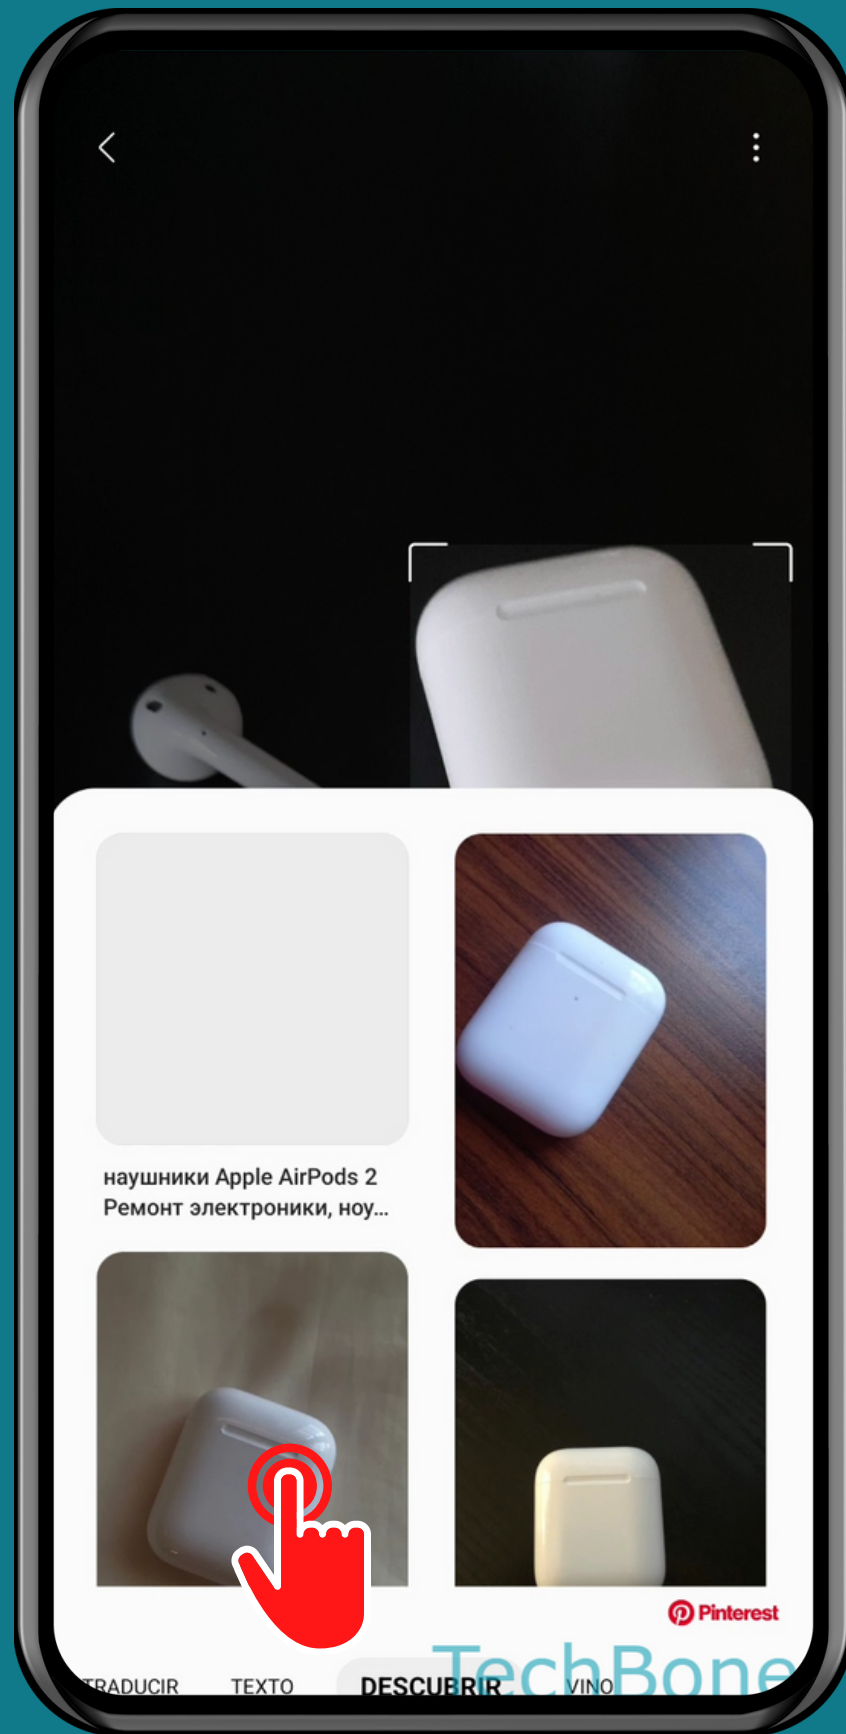 наушники Apple AirPods 2
Ремонт электроники, ноу...
Pinterest
TRADUCIR TEXTO DESCUBRIR VINO
TechBone